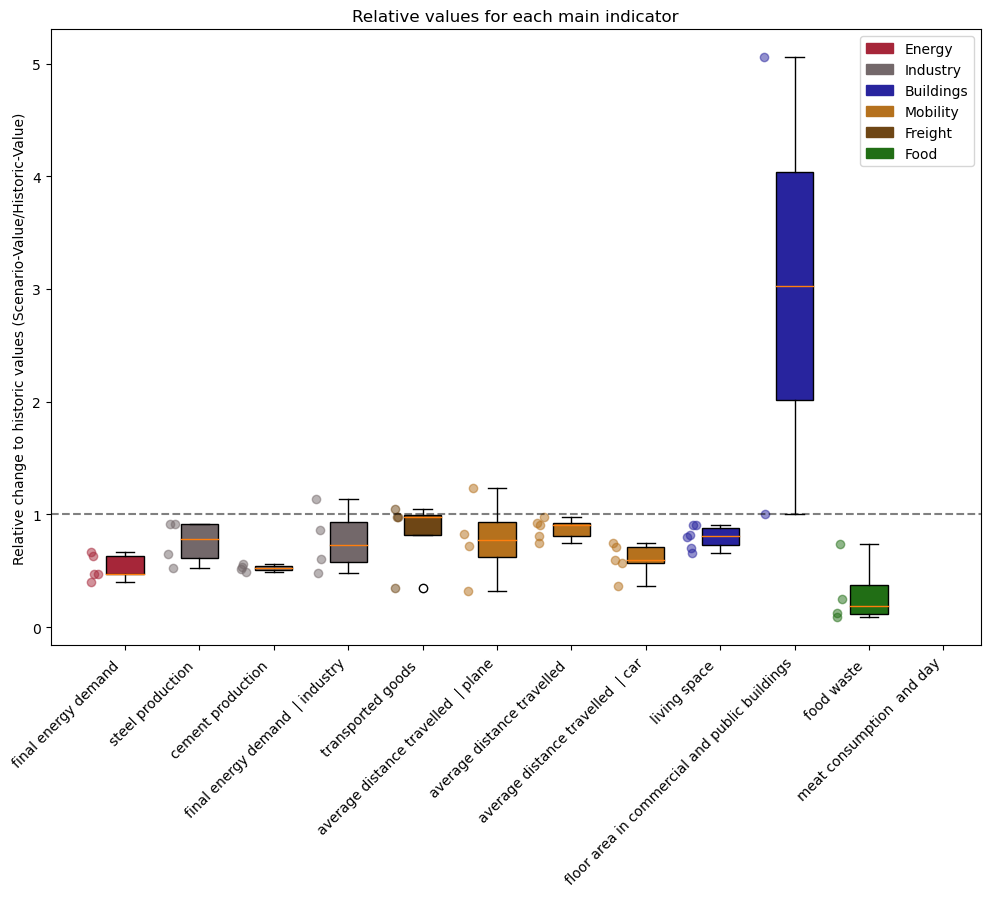 Relative values for each main indicator
Relative change to historic values (Scenario-Value/Historic-Value)
5
4
3
2
1
0
Energy
Industry
Buildings
Mobility
Freight
Food
final energy demand
steel production
cement production
final energy demand | industry
transported goods
average distance travelled | plane
average distance travelled
average distance travelled | car
living space
floor area in commercial and public buildings
food waste
meat consumption and day